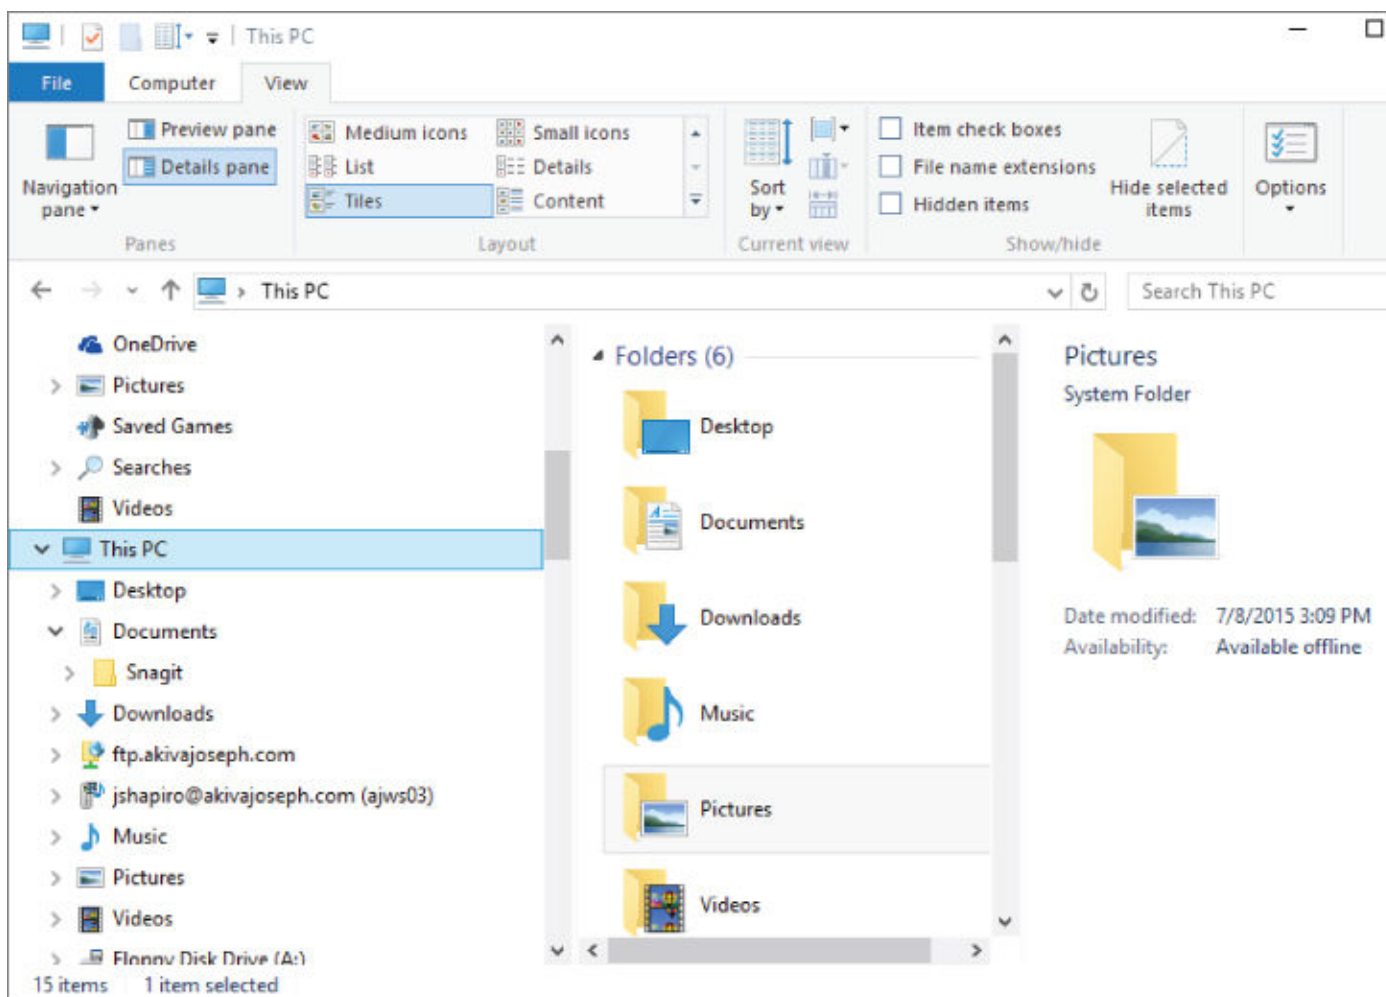 This PC
File Computer View
Navigation pane
Preview pane
Details pane
Panes
Medium icons Small icons
List Details
Tiles Content
Layout
Sort by
Current view
Item check boxes
File name extensions
Hidden items
Hide selected items
Show/hide
Options
This PC
Search This PC
OneDrive
Pictures
Saved Games
Searches
Videos
This PC
Desktop
Documents
Snagit
Downloads
ftp.akivajoseph.com
jshapiro@akivajoseph.com (ajws03)
Music
Pictures
Videos
Floppy Disk Drive (A:)
Folders (6)
Desktop
Documents
Downloads
Music
Pictures
Videos
Pictures
System Folder
Date modified: 7/8/2015 3:09 PM
Availability: Available offline
15 items 1 item selected